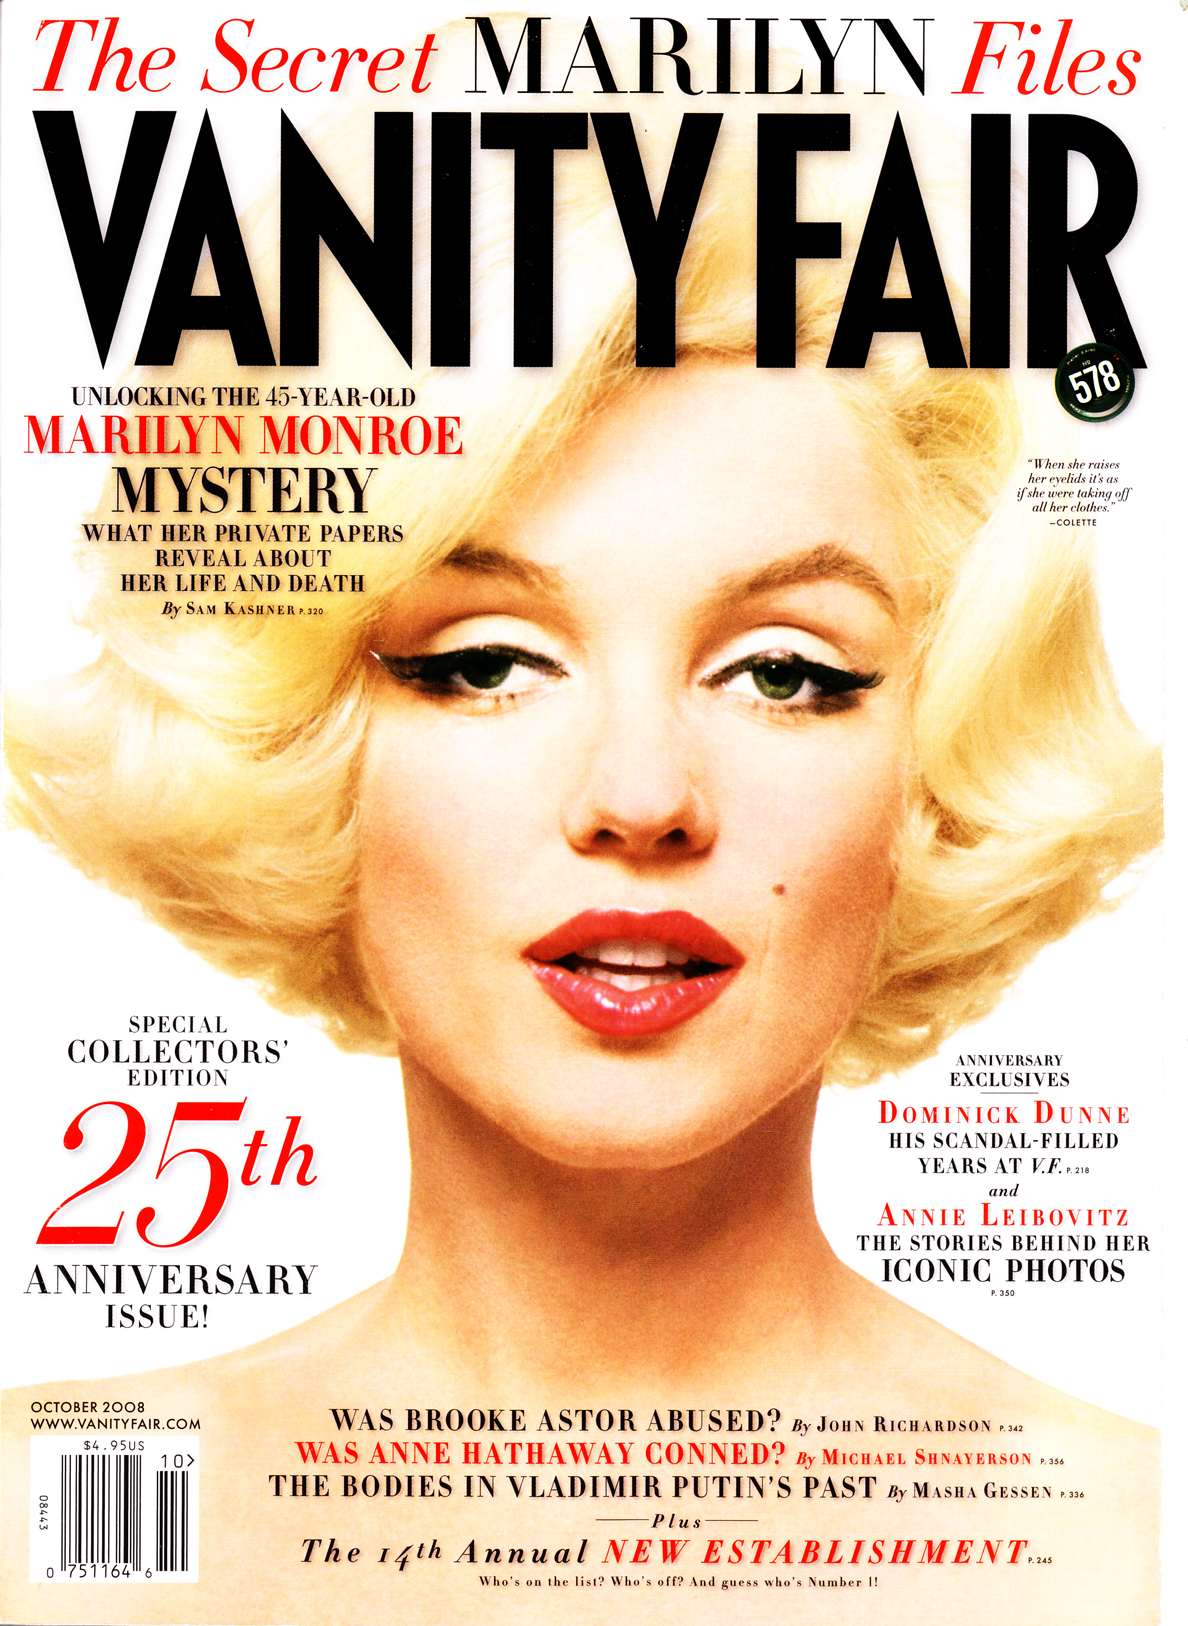 The Secret MARILYN Files
VANITY FAIR
NO
578
UNLOCKING THE 45-YEAR-OLD
MARILYN MONROE
MYSTERY
WHAT HER PRIVATE PAPERS
REVEAL ABOUT
HER LIFE AND DEATH
By SAM KASHNER P. 320
“When she raises
her eyelids it's as
if she were taking off
all her clothes.”
—COLETTE
SPECIAL
COLLECTORS'
EDITION
25th
ANNIVERSARY
ISSUE!
ANNIVERSARY
EXCLUSIVES
DOMINICK DUNNE
HIS SCANDAL-FILLED
YEARS AT V.F. P. 218
and
ANNIE LEIBOVITZ
THE STORIES BEHIND HER
ICONIC PHOTOS
P. 350
OCTOBER 2008
WWW.VANITYFAIR.COM
$4.95US
10>
08443
0 751164 6
WAS BROOKE ASTOR ABUSED? By JOHN RICHARDSON P. 342
WAS ANNE HATHAWAY CONNED? By MICHAEL SHNAYERSON P. 356
THE BODIES IN VLADIMIR PUTIN'S PAST By MASHA GESSEN P. 336
Plus
The 14th Annual NEW ESTABLISHMENT P. 245
Who's on the list? Who's off? And guess who's Number 1!